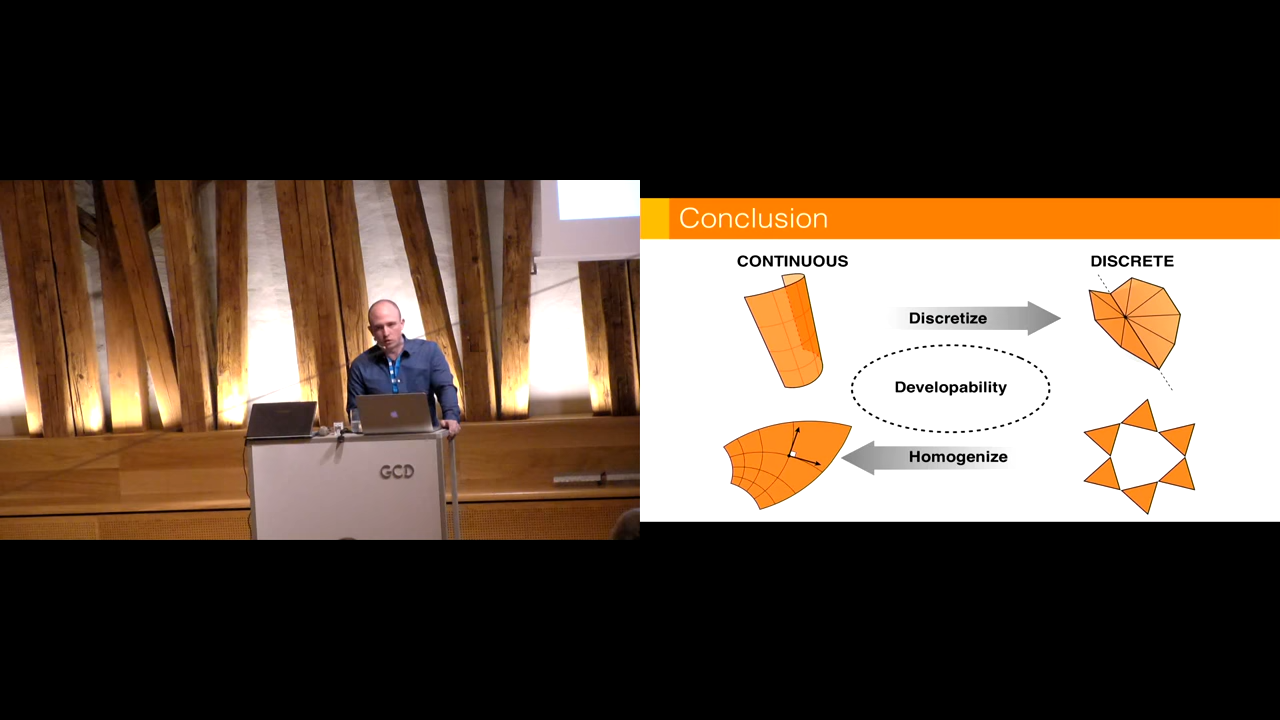 GCD
Conclusion
CONTINUOUS
DISCRETE
Discretize
Developability
Homogenize